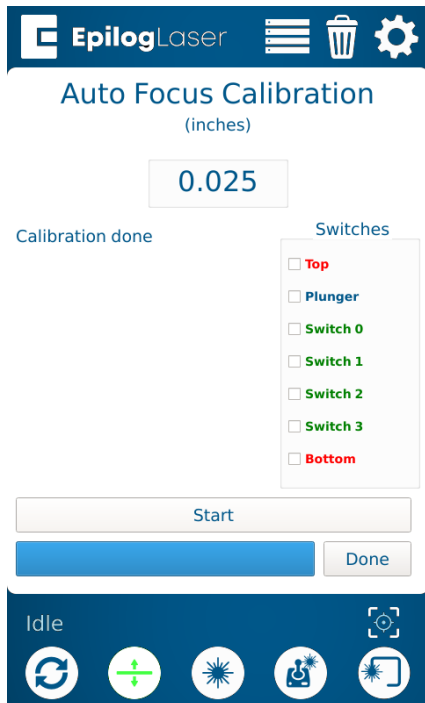 EpilogLaser
Auto Focus Calibration
(inches)
0.025
Calibration done
Switches
Top
Plunger
Switch 0
Switch 1
Switch 2
Switch 3
Bottom
Start
Done
Idle